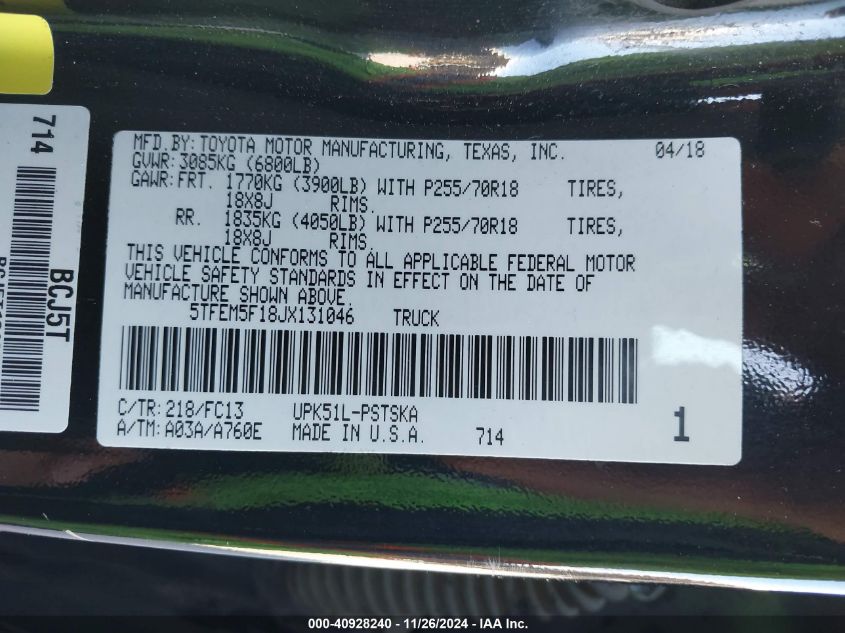 714
BCJ5T
MFD.BY: TOYOTA MOTOR MANUFACTURING, TEXAS, INC. 04/18
GVWR: 3085KG (6800LB)
GAWR: FRT. 1770KG (3900LB) WITH P255/70R18 TIRES,
18X8J RIMS.
RR. 1835KG (4050LB) WITH P255/70R18 TIRES,
18X8J RIMS.
THIS VEHICLE CONFORMS TO ALL APPLICABLE FEDERAL MOTOR
VEHICLE SAFETY STANDARDS IN EFFECT ON THE DATE OF
MANUFACTURE SHOWN ABOVE.
5TFEM5F18JX131046 TRUCK
C/TR: 218/FC13 UPK51L-PSTSKA
A/TM: A03A/A760E MADE IN U.S.A. 714 1
000-40928240 - 11/26/2024 - Copyright IAA, Inc.